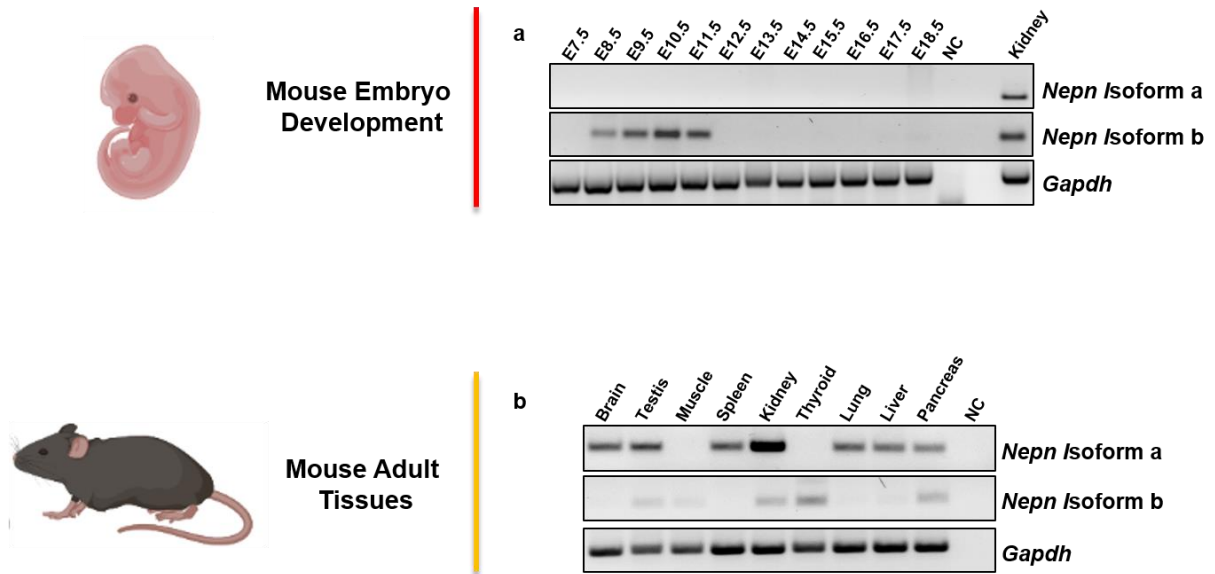 Mouse Embryo
Development
a
E7.5 E8.5 E9.5 E10.5 E11.5 E12.5 E13.5 E14.5 E15.5 E16.5 E17.5 E18.5 NC Kidney
Nepn Isoform a
Nepn Isoform b
Gapdh
Mouse Adult
Tissues
b
Brain Testis Muscle Spleen Kidney Thyroid Lung Liver Pancreas NC
Nepn Isoform a
Nepn Isoform b
Gapdh